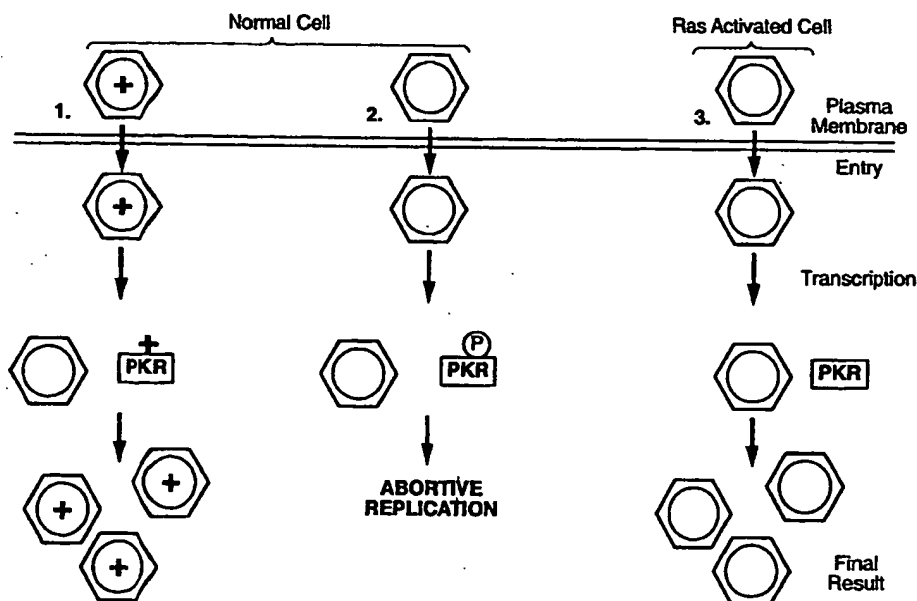 Normal Cell
Ras Activated Cell
+
1.
2.
3.
Plasma
Membrane
Entry
+
Transcription
+
P
PKR
PKR
PKR
+
+
+
ABORTIVE
REPLICATION
Final
Result